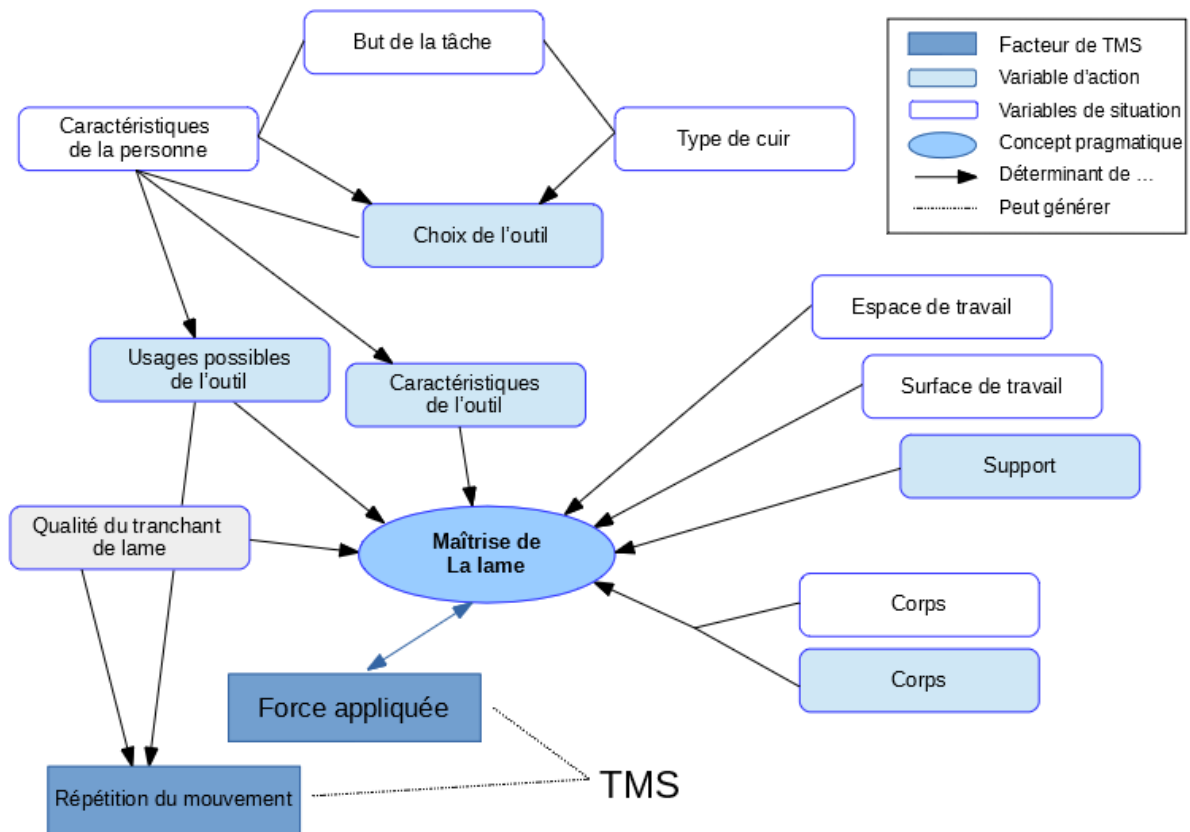 But de la tâche
Caractéristiques
de la personne
Type de cuir
Choix de l'outil
Facteur de TMS
Variable d'action
Variables de situation
Concept pragmatique
Déterminant de ...
Peut générer
Espace de travail
Usages possibles
de l'outil
Caractéristiques
de l'outil
Surface de travail
Support
Qualité du tranchant
de lame
Maîtrise de
La lame
Corps
Corps
Force appliquée
Répétition du mouvement
TMS